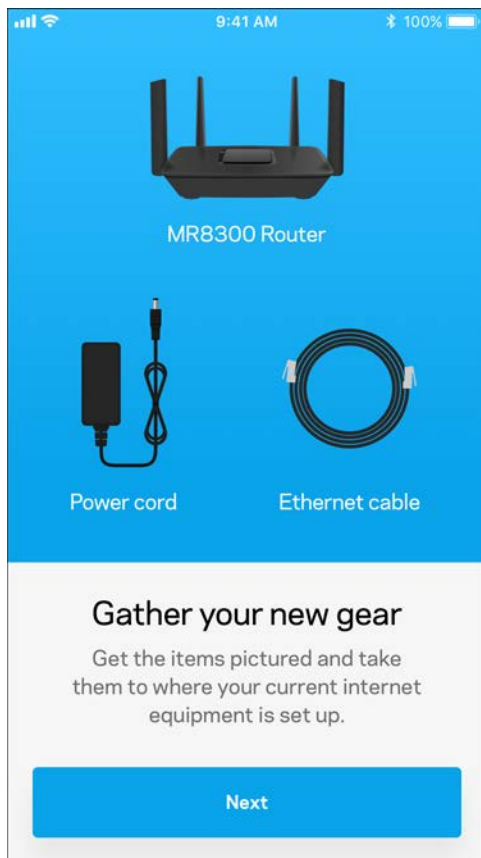 9:41 AM
100%
MR8300 Router
Power cord
Ethernet cable
Gather your new gear
Get the items pictured and take
them to where your current internet
equipment is set up.
Next